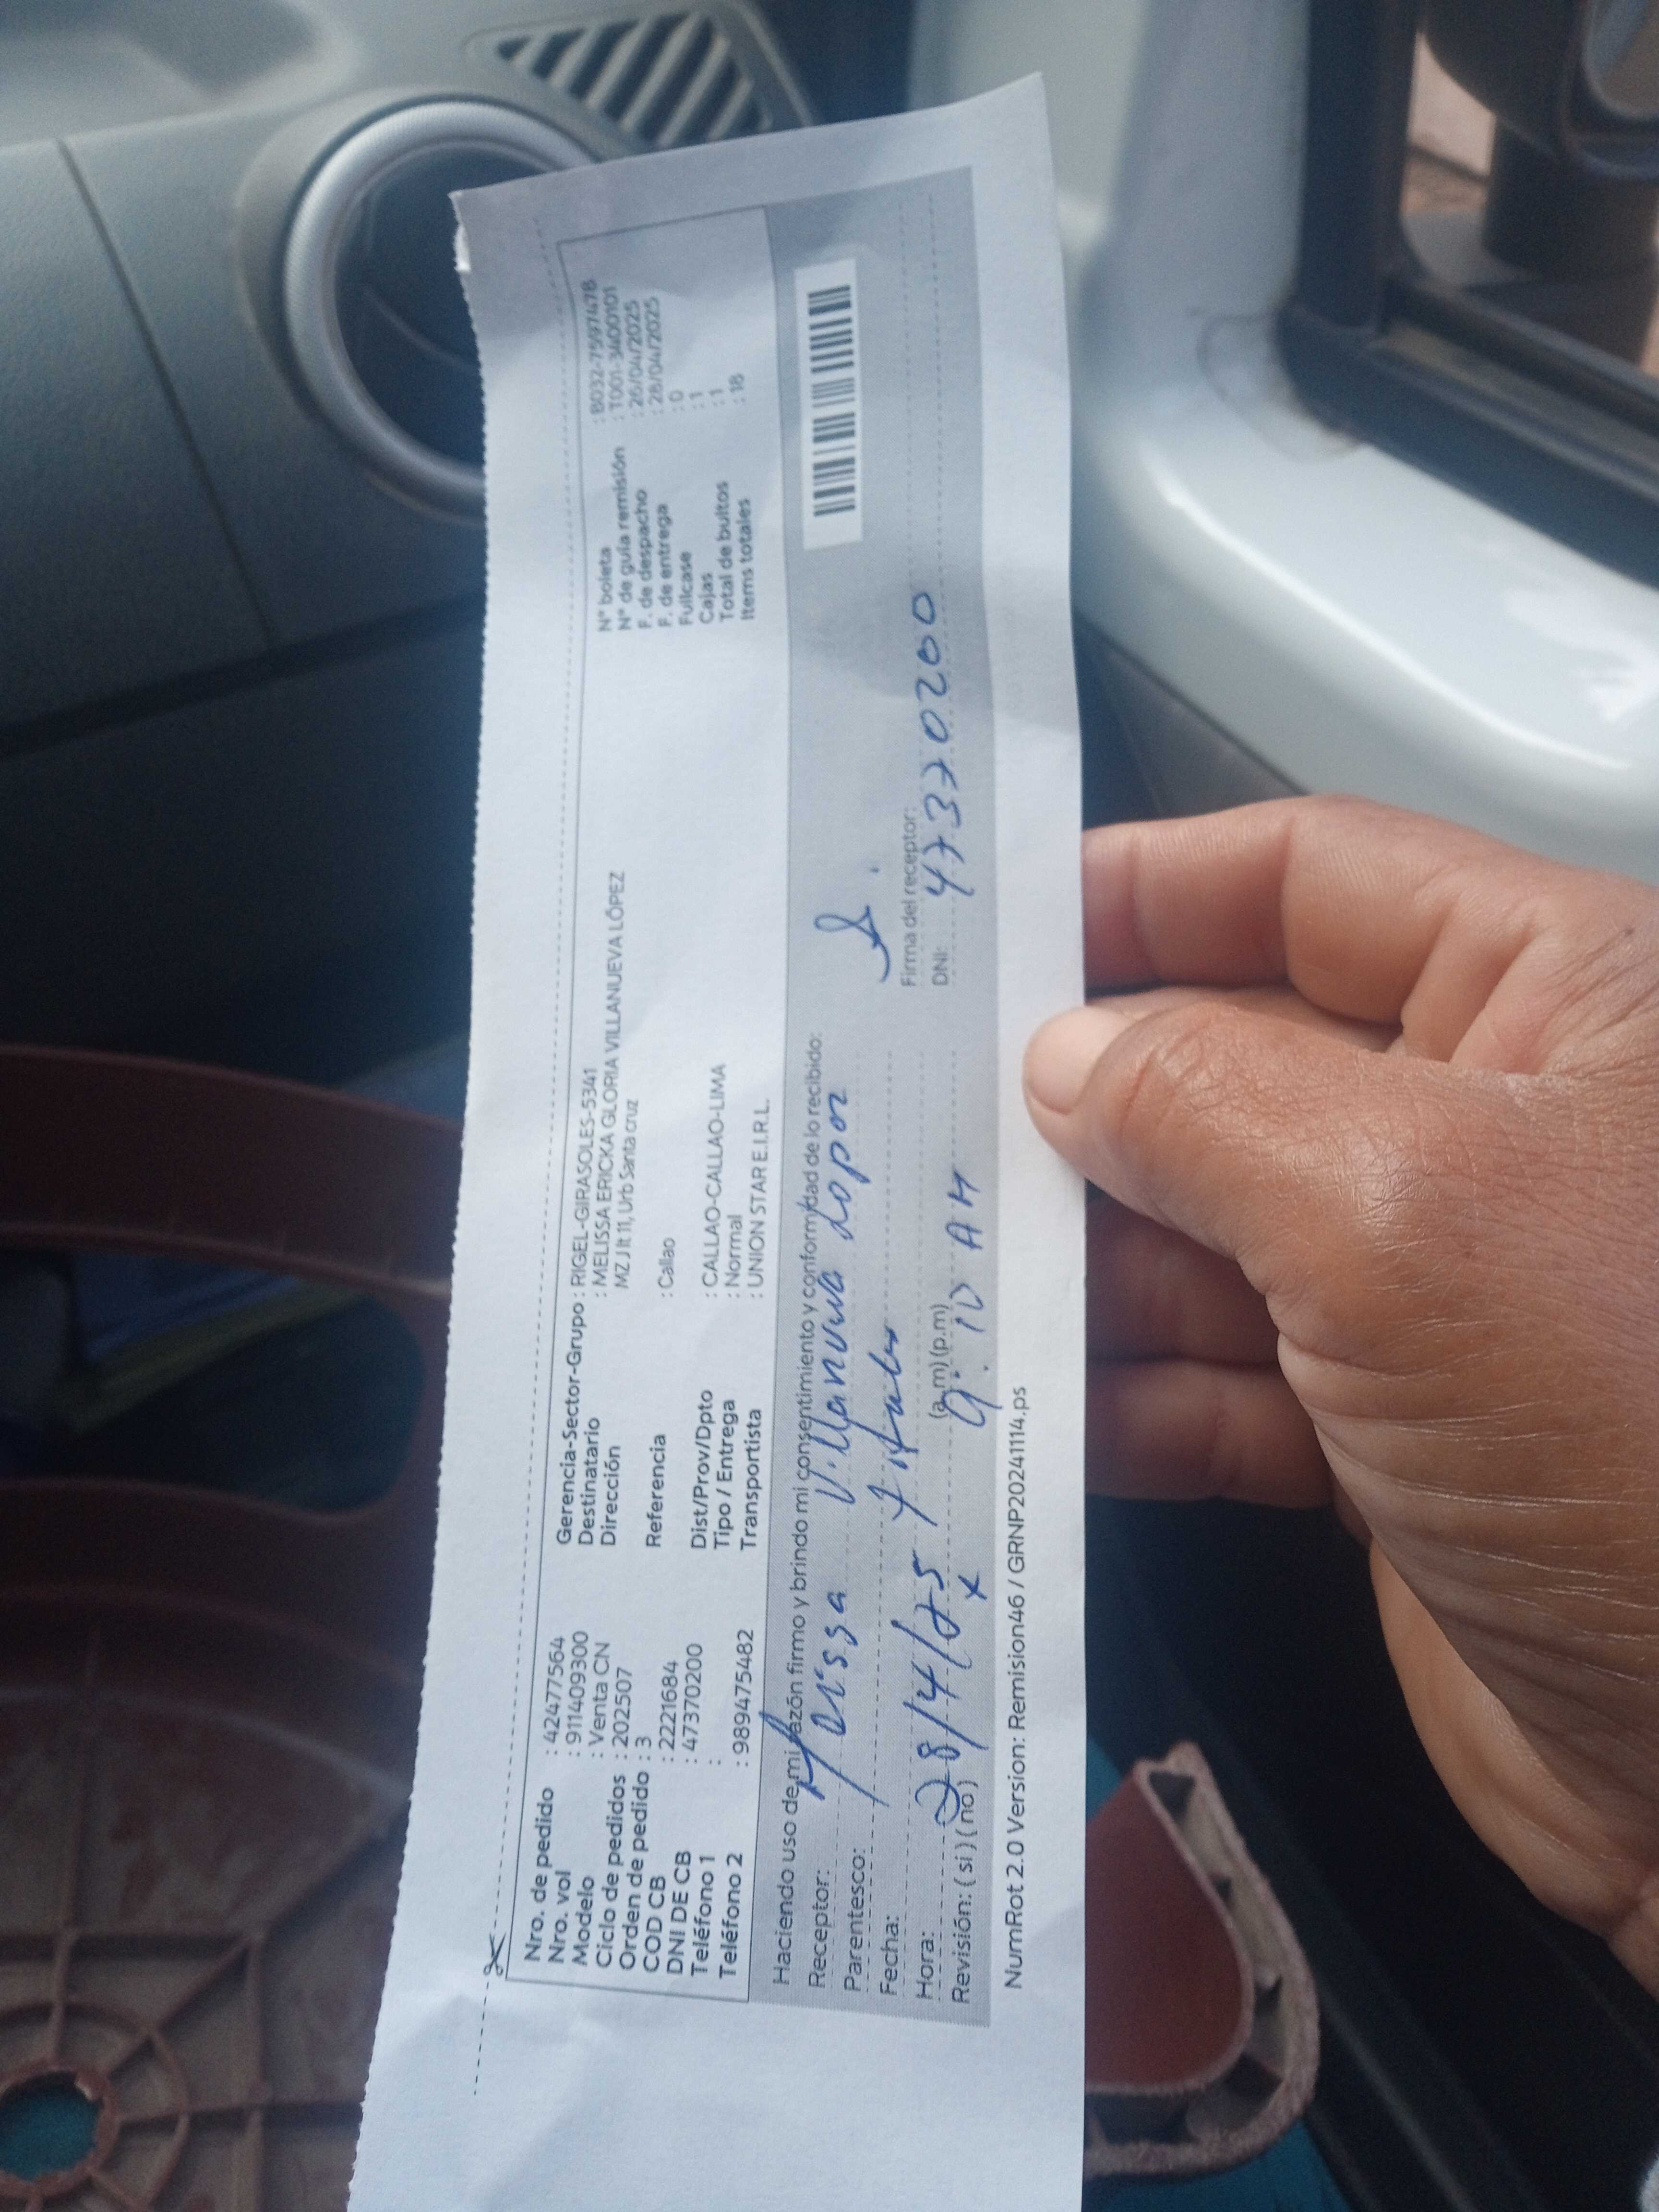 Nro. de pedido : 42477564
Nro. vol : 911409300
Modelo : Venta CN
Ciclo de pedidos : 202507
Orden de pedido : 3
COD CB : 2221684
DNI DE CB : 47370200
Teléfono 1 :
Teléfono 2 : 989475482
Gerencia-Sector-Grupo : RIGEL-GIRASOLES-5341
Destinatario : MELISSA ERICKA GLORIA VILLANUEVA LÓPEZ
Dirección MZ J lt 11, Urb Santa cruz
Referencia : Callao
Dist/Prov/Dpto : CALLAO-CALLAO-LIMA
Tipo / Entrega : Normal
Transportista : UNION STAR E.I.R.L.
N° boleta : B032-7597478
N° de guía remisión : T001-3400101
F. de despacho : 26/04/2025
F. de entrega : 28/04/2025
Fullcase : 0
Cajas : 1
Total de bultos : 1
Items totales : 18
Haciendo uso de mi razón firmo y brindo mi consentimiento y conformidad de lo recibido:
Receptor: Villanueva Lopez
Parentesco: Titular
Fecha: 28/4/25
Hora: (a.m) (p.m) 9:10 AM
Revisión: ( si ) ( no ) x
Firma del receptor:
DNI: 47370200
NumRot 2.0 Version: Remision46 / GRNP20241114.ps